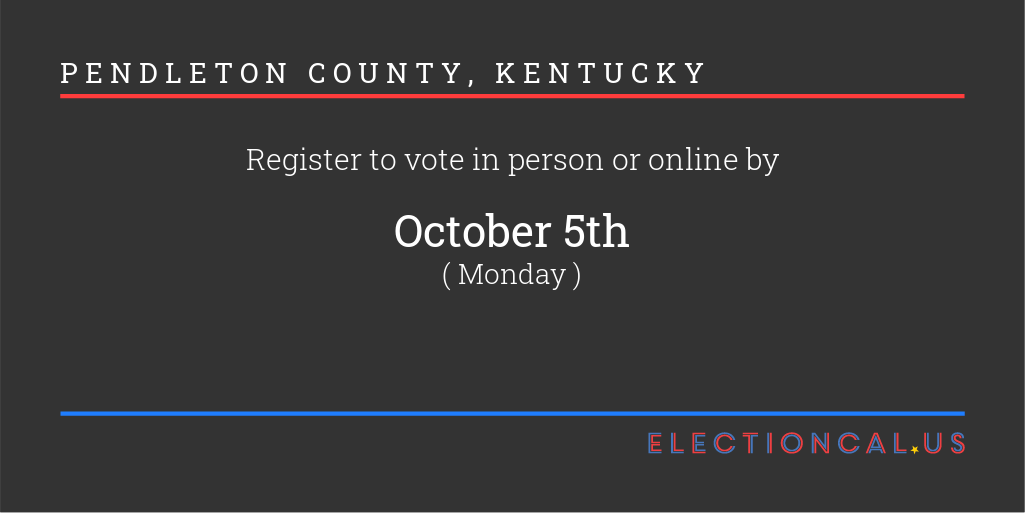 PENDLETON COUNTY, KENTUCKY
Register to vote in person or online by
October 5th
( Monday )
ELECTIONCAL.US